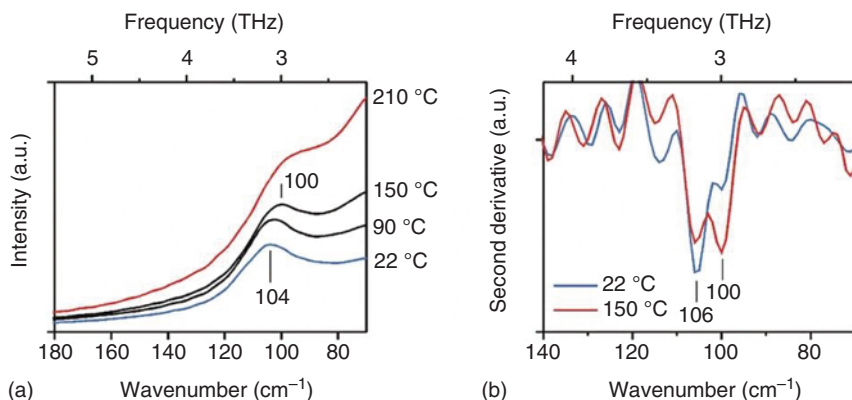 Frequency (THz)
5 4 3
Intensity (a.u.)
210 °C
100
150 °C
90 °C
22 °C
104
180 160 140 120 100 80
(a)
Wavenumber (cm⁻¹)
Frequency (THz)
4 3
Second derivative (a.u.)
22 °C
150 °C
100
106
140 120 100 80
(b)
Wavenumber (cm⁻¹)